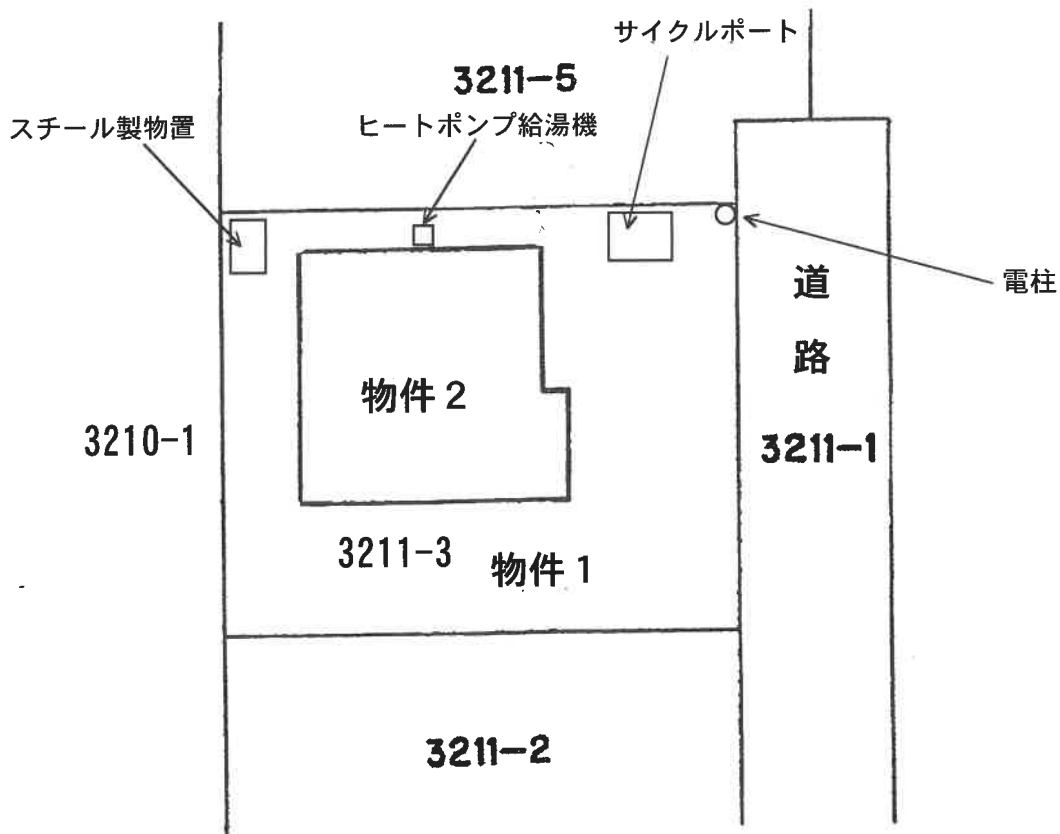 サイクルポート
3211-5
スチール製物置
ヒートポンプ給湯機
道
路
電柱
物件2
3210-1
3211-1
3211-3
物件1
3211-2